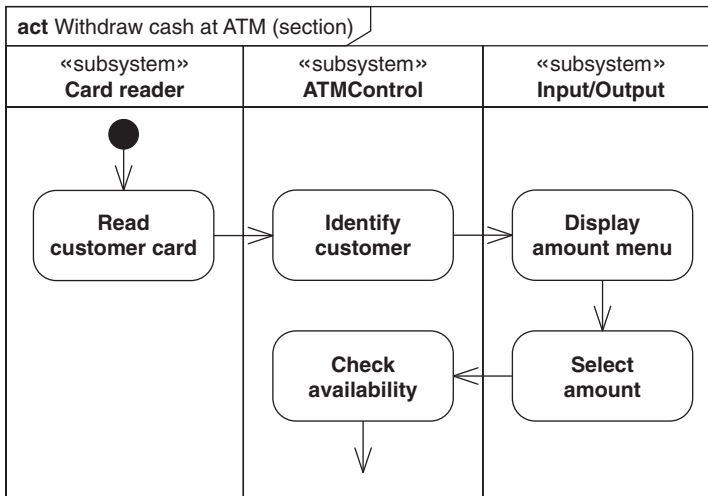 act Withdraw cash at ATM (section)
«subsystem»
Card reader
«subsystem»
ATMControl
«subsystem»
Input/Output
Read
customer card
Identify
customer
Display
amount menu
Check
availability
Select
amount